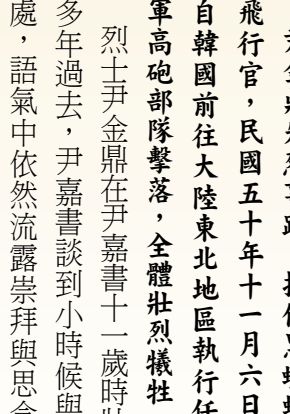 飛行官，民國五十年十一月六日
自韓國前往大陸東北地區執行任
軍高砲部隊擊落，全體壯烈犧牲
烈士尹金鼎在尹嘉書十一歲時壯
多年過去，尹嘉書談到小時候與
處，語氣中依然流露崇拜與思念